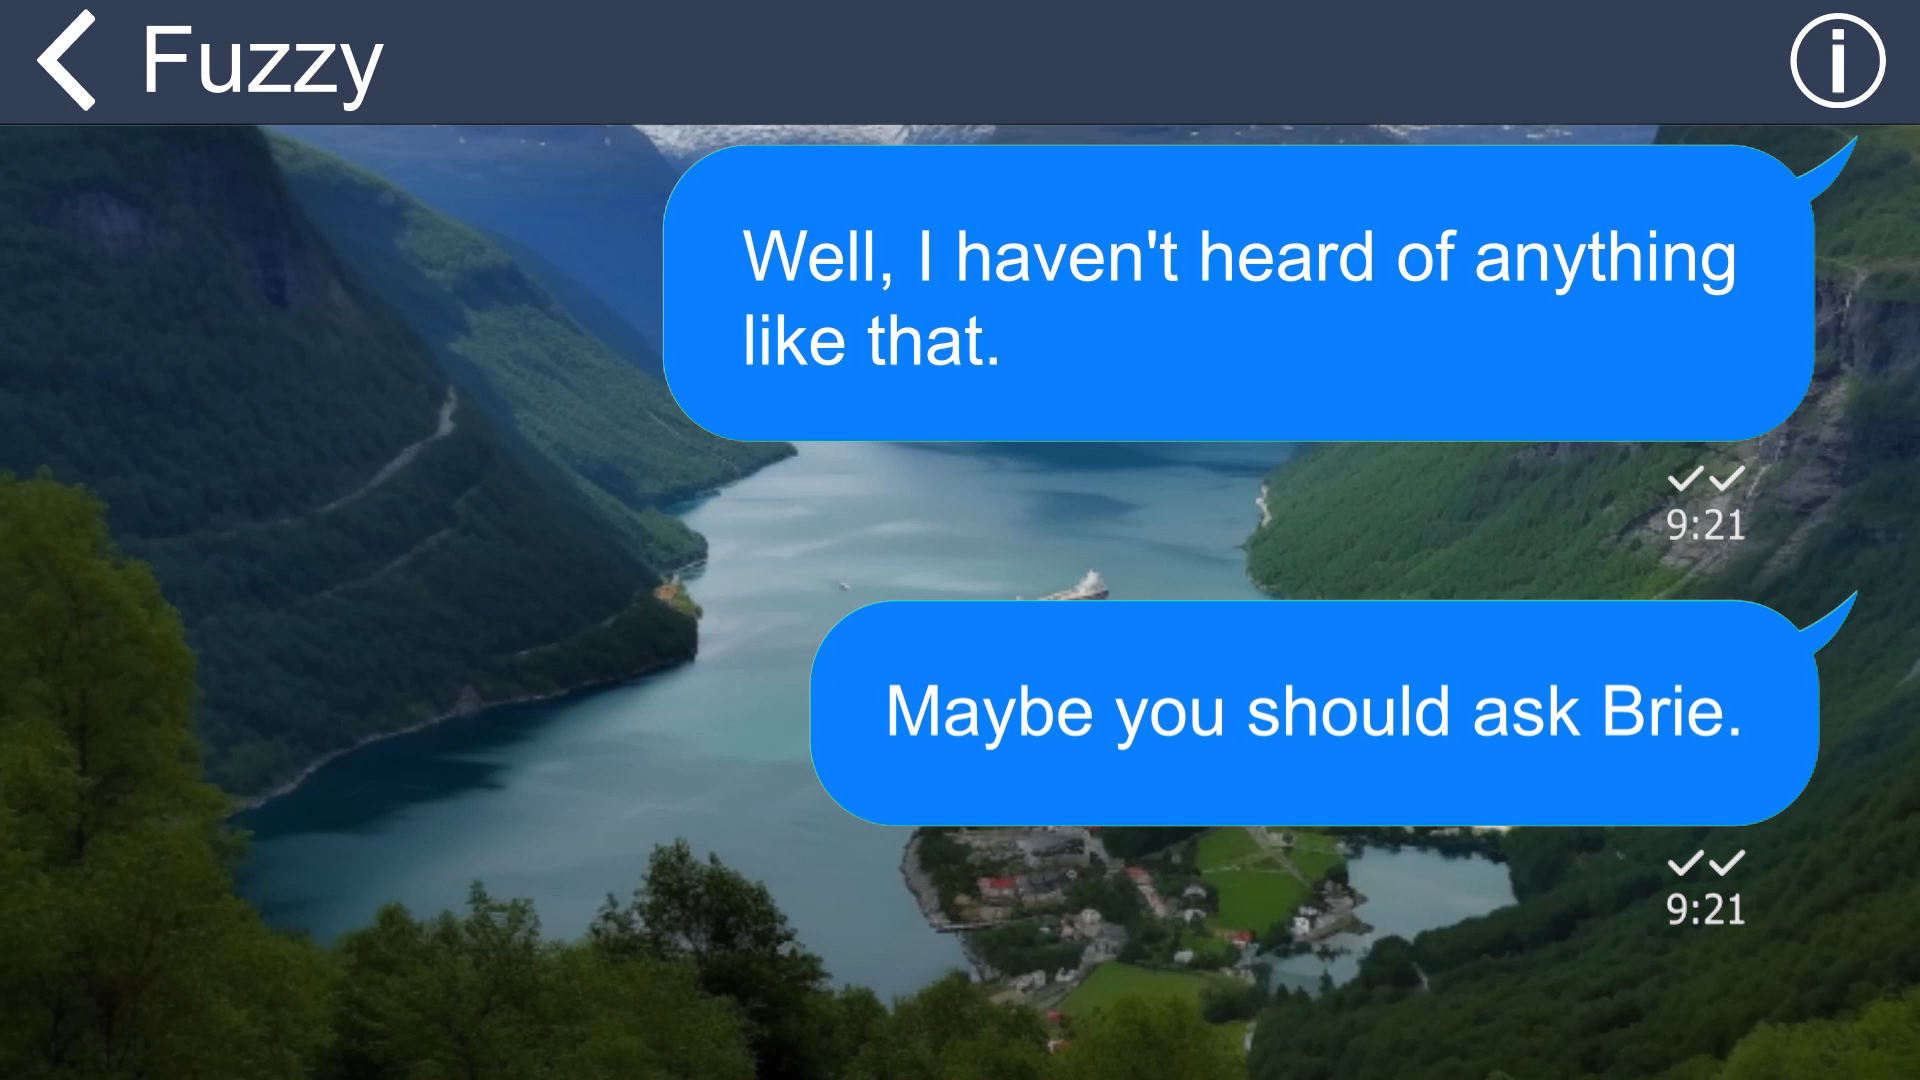 Fuzzy
Well, I haven't heard of anything
like that.
9:21
Maybe you should ask Brie.
9:21